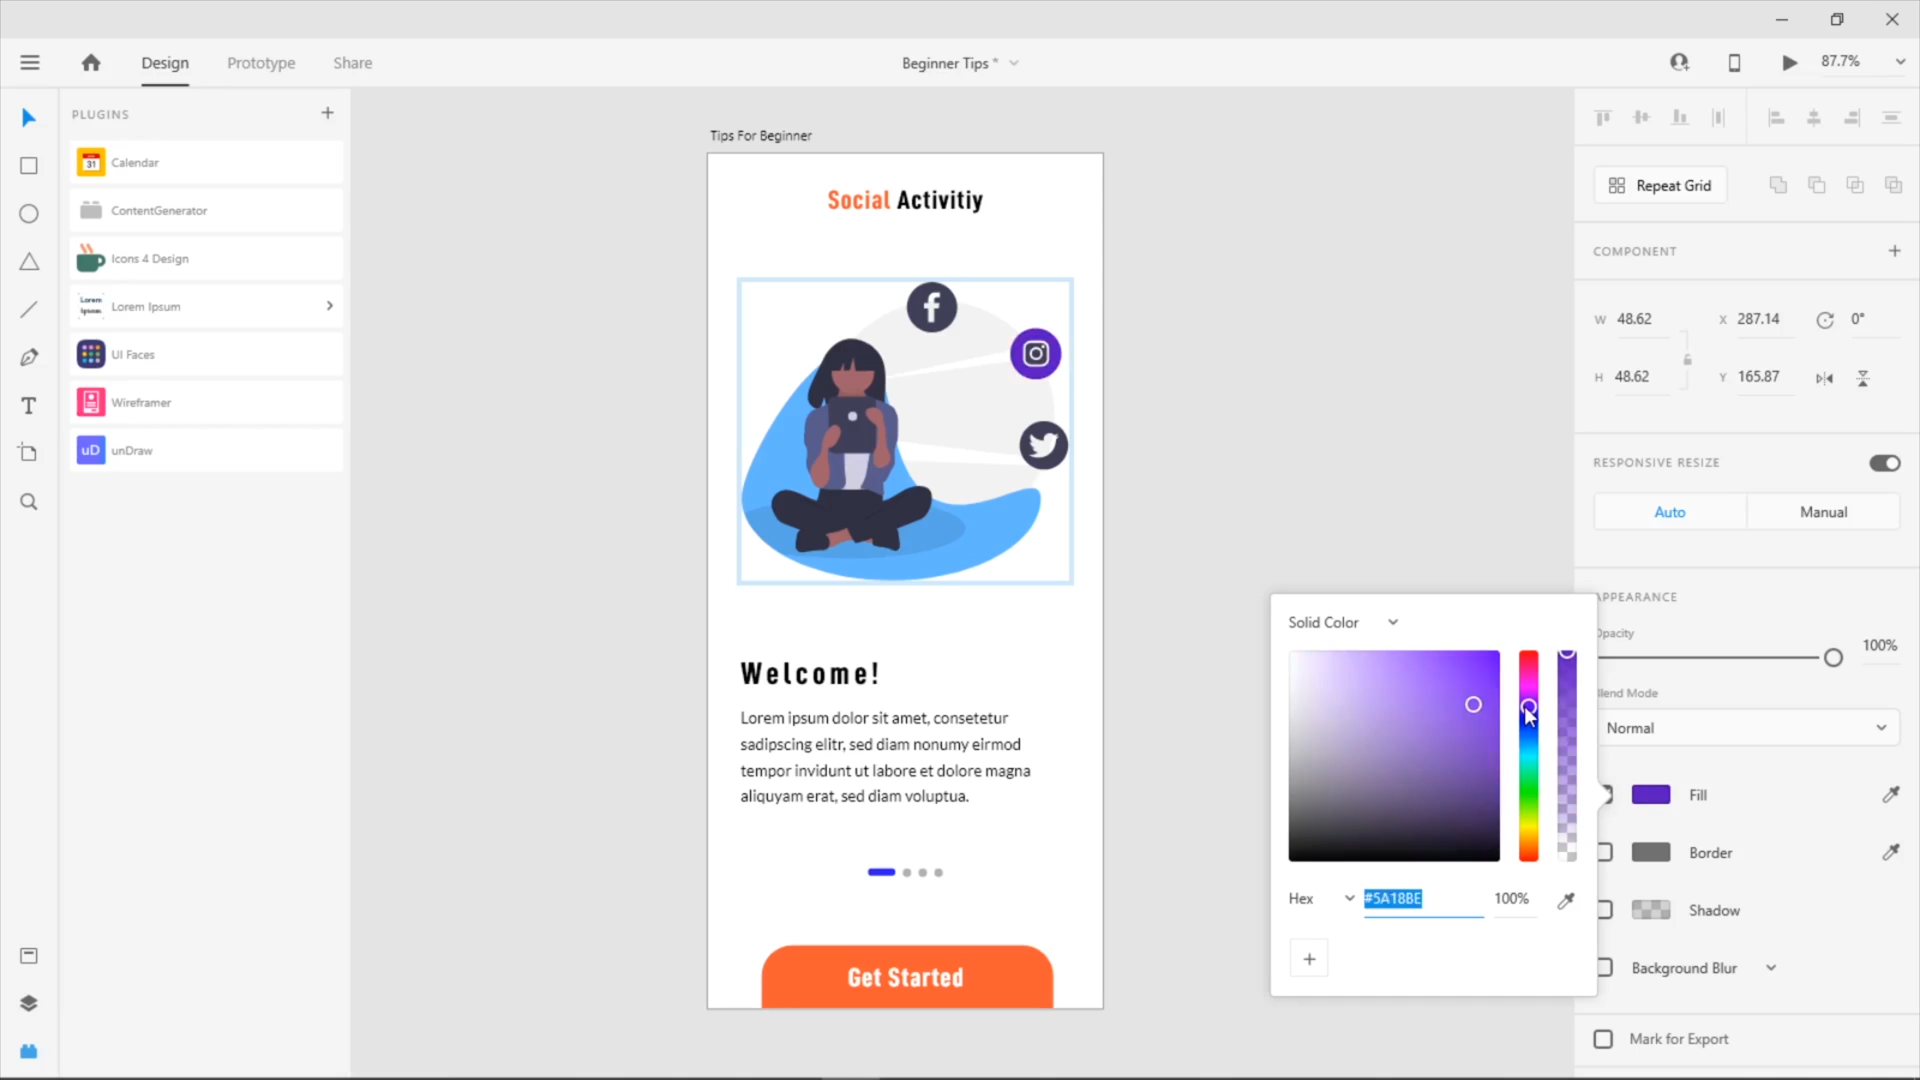 Design
Prototype
Share
Beginner Tips *
87.7%
PLUGINS
Calendar
ContentGenerator
Icons 4 Design
Lorem Ipsum
Lorem Ipsum
UI Faces
Wireframer
uD unDraw
31
Tips For Beginner
Social Activitiy
Welcome!
Lorem ipsum dolor sit amet, consetetur
sadipscing elitr, sed diam nonumy eirmod
tempor invidunt ut labore et dolore magna
aliquyam erat, sed diam voluptua.
Get Started
Solid Color
Hex
#5A18BE
100%
Repeat Grid
COMPONENT
W 48.62
X 287.14
0°
H 48.62
Y 165.87
RESPONSIVE RESIZE
Auto
Manual
APPEARANCE
Opacity
100%
Blend Mode
Normal
Fill
Border
Shadow
Background Blur
Mark for Export